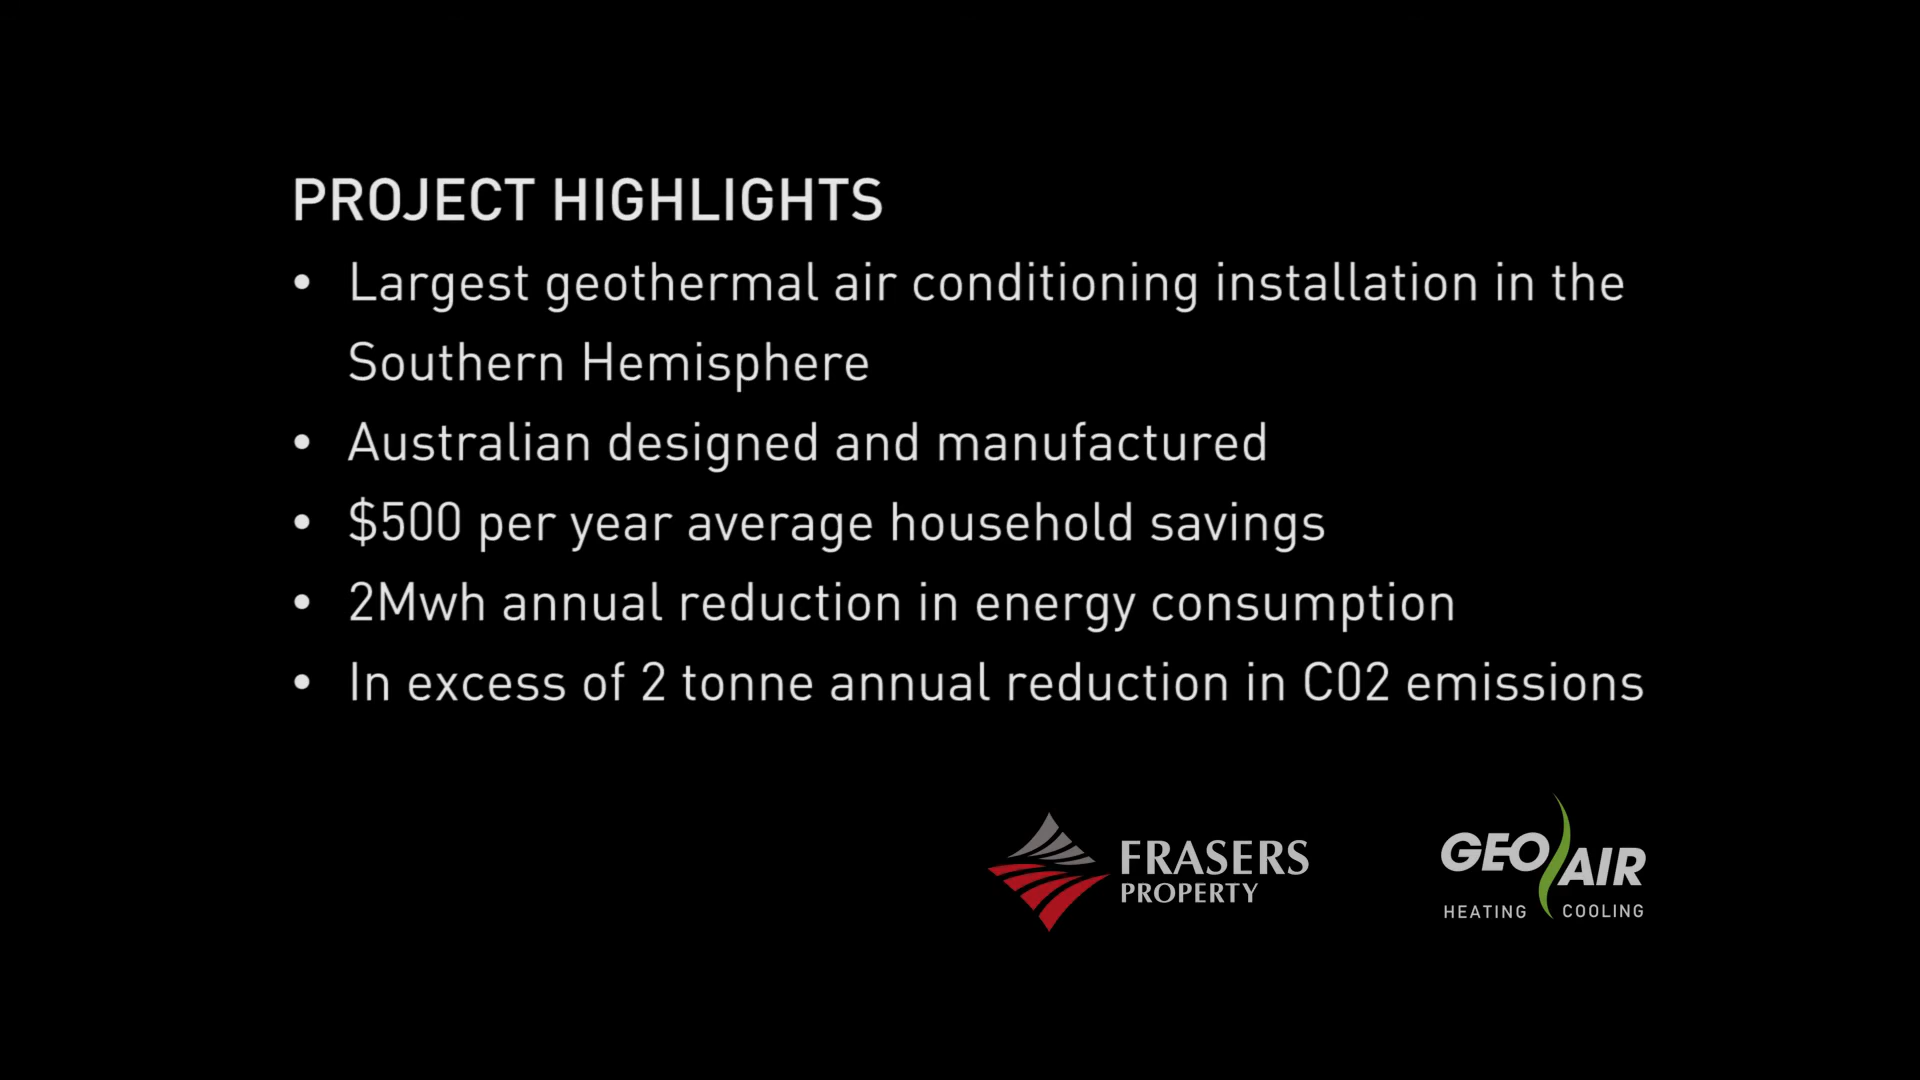 PROJECT HIGHLIGHTS
• Largest geothermal air conditioning installation in the
Southern Hemisphere
• Australian designed and manufactured
• $500 per year average household savings
• 2Mwh annual reduction in energy consumption
• In excess of 2 tonne annual reduction in C02 emissions
FRASERS
PROPERTY
GEO AIR
HEATING COOLING